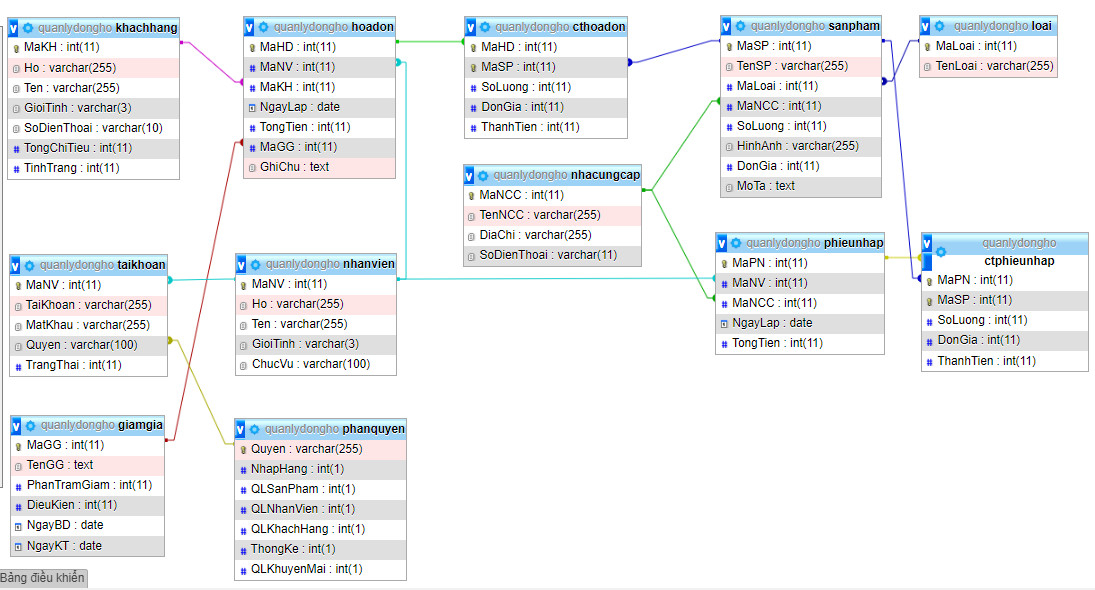 quanlydongho khachhang
MaKH : int(11)
Ho : varchar(255)
Ten : varchar(255)
GioiTinh : varchar(3)
SoDienThoai : varchar(10)
TongChiTieu : int(11)
TinhTrang : int(11)
quanlydongho hoadon
MaHD : int(11)
MaNV : int(11)
MaKH : int(11)
NgayLap : date
TongTien : int(11)
MaGG : int(11)
GhiChu : text
quanlydongho cthoadon
MaHD : int(11)
MaSP : int(11)
SoLuong : int(11)
DonGia : int(11)
ThanhTien : int(11)
quanlydongho sanpham
MaSP : int(11)
TenSP : varchar(255)
MaLoai : int(11)
MaNCC : int(11)
SoLuong : int(11)
HinhAnh : varchar(255)
DonGia : int(11)
MoTa : text
quanlydongho loai
MaLoai : int(11)
TenLoai : varchar(255)
quanlydongho nhacungcap
MaNCC : int(11)
TenNCC : varchar(255)
DiaChi : varchar(255)
SoDienThoai : varchar(11)
quanlydongho taikhoan
MaNV : int(11)
TaiKhoan : varchar(255)
MatKhau : varchar(255)
Quyen : varchar(100)
TrangThai : int(11)
quanlydongho nhanvien
MaNV : int(11)
Ho : varchar(255)
Ten : varchar(255)
GioiTinh : varchar(3)
ChucVu : varchar(100)
quanlydongho phieunhap
MaPN : int(11)
MaNV : int(11)
MaNCC : int(11)
NgayLap : date
TongTien : int(11)
quanlydongho
ctphieunhap
MaPN : int(11)
MaSP : int(11)
SoLuong : int(11)
DonGia : int(11)
ThanhTien : int(11)
quanlydongho giamgia
MaGG : int(11)
TenGG : text
PhanTramGiam : int(11)
DieuKien : int(11)
NgayBD : date
NgayKT : date
quanlydongho phanquyen
Quyen : varchar(255)
NhapHang : int(1)
QLSanPham : int(1)
QLNhanVien : int(1)
QLKhachHang : int(1)
ThongKe : int(1)
QLKhuyenMai : int(1)
Bảng điều khiển